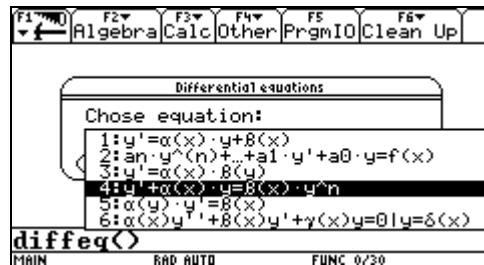 F1▼ F2▼ F3▼ F4▼ F5 F6▼
Algebra Calc Other PrgmIO Clean Up
Differential equations
Chose equation:
1:y'=α(x)·y+β(x)
2:an·y^(n)+…+a1·y'+a0·y=f(x)
3:y'=α(x)·β(y)
4:y'+α(x)·y=β(x)·y^n
5:α(y)·y'=β(x)
6:α(x)y''+β(x)y'+γ(x)y=0|y=δ(x)
diffeq()
MAIN RAD AUTO FUNC 0/30